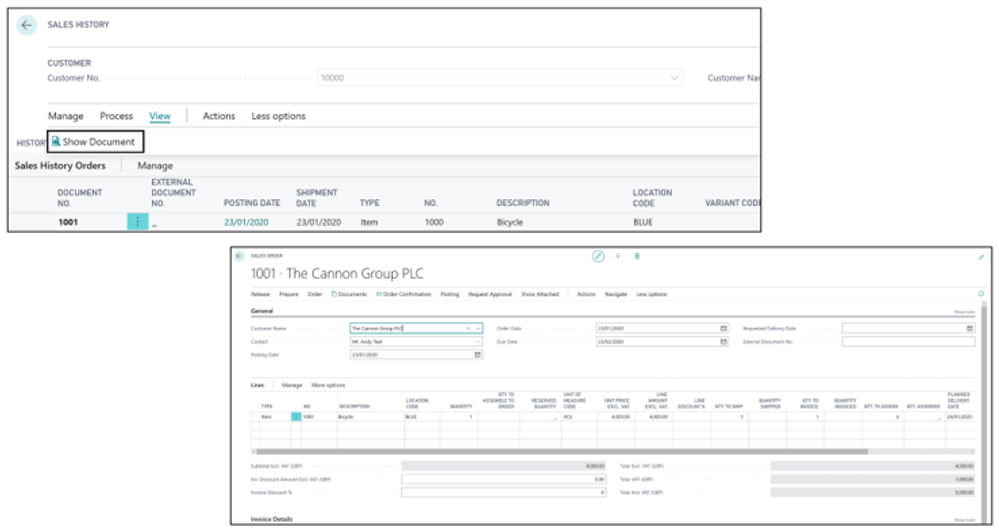 SALES HISTORY
CUSTOMER
Customer No. 10000 Customer Nar
Manage Process View Actions Less options
HISTORY Show Document
Sales History Orders Manage
DOCUMENT NO. EXTERNAL DOCUMENT NO. POSTING DATE SHIPMENT DATE TYPE NO. DESCRIPTION LOCATION CODE VARIANT CODE
1001 _ 23/01/2020 23/01/2020 Item 1000 Bicycle BLUE
SALES ORDER
1001 · The Cannon Group PLC
Release Prepare Order Documents Order Confirmation Posting Request Approval Show Attached Actions Navigate Less options
General Show more
Customer Name The Cannon Group PLC Order Date 23/01/2020 Requested Delivery Date
Contact Mr. Andy Teal Due Date 23/02/2020 External Document No.
Posting Date 23/01/2020
Lines Manage More options
TYPE NO. DESCRIPTION LOCATION CODE QUANTITY QTY TO ASSEMBLE TO ORDER RESERVED QUANTITY UNIT OF MEASURE CODE UNIT PRICE EXCL. VAT LINE AMOUNT EXCL. VAT LINE DISCOUNT % QTY TO SHIP QUANTITY SHIPPED QTY TO INVOICE QUANTITY INVOICED QTY TO ASSIGN QTY ASSIGNED PLANNED DELIVERY DATE
Item 1000 Bicycle BLUE 1 _ PCS 4,000.00 4,000.00 1 1 0 _ 24/01/2020
Subtotal Excl. VAT (GBP) 4,000.00 Total Excl. VAT (GBP) 4,000.00
Inv. Discount Amount Excl. VAT (GBP) 0.00 Total VAT (GBP) 1,000.00
Invoice Discount % 0 Total Incl. VAT (GBP) 5,000.00
Invoice Details Show more